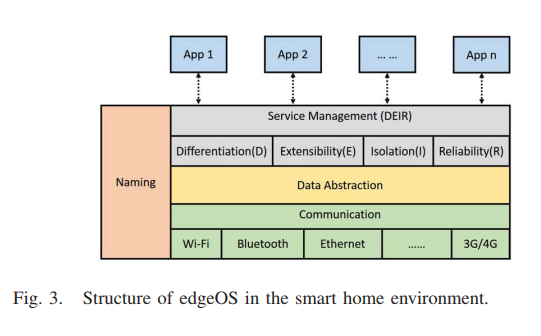 App 1
App 2
... ...
App n
Service Management (DEIR)
Differentiation(D)
Extensibility(E)
Isolation(I)
Reliability(R)
Naming
Data Abstraction
Communication
Wi-Fi
Bluetooth
Ethernet
......
3G/4G
Fig. 3. Structure of edgeOS in the smart home environment.